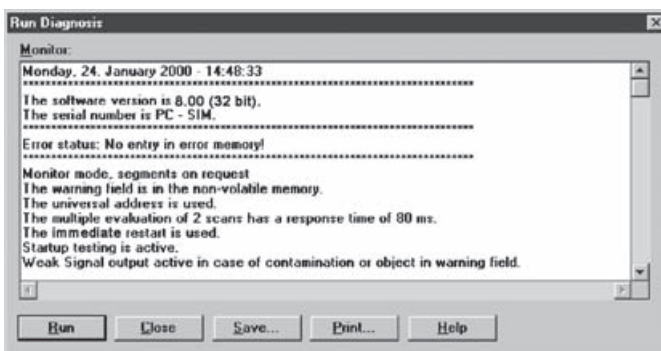 Run Diagnosis
Monitor:
Monday, 24. January 2000 - 14:48:33
************************************************************************************
The software version is 8.00 (32 bit).
The serial number is PC - SIM.
************************************************************************************
Error status: No entry in error memory!
************************************************************************************
Monitor mode, segments on request
The warning field is in the non-volatile memory.
The universal address is used.
The multiple evaluation of 2 scans has a response time of 80 ms.
The immediate restart is used.
Startup testing is active.
Weak Signal output active in case of contamination or object in warning field.
Run Close Save... Print... Help